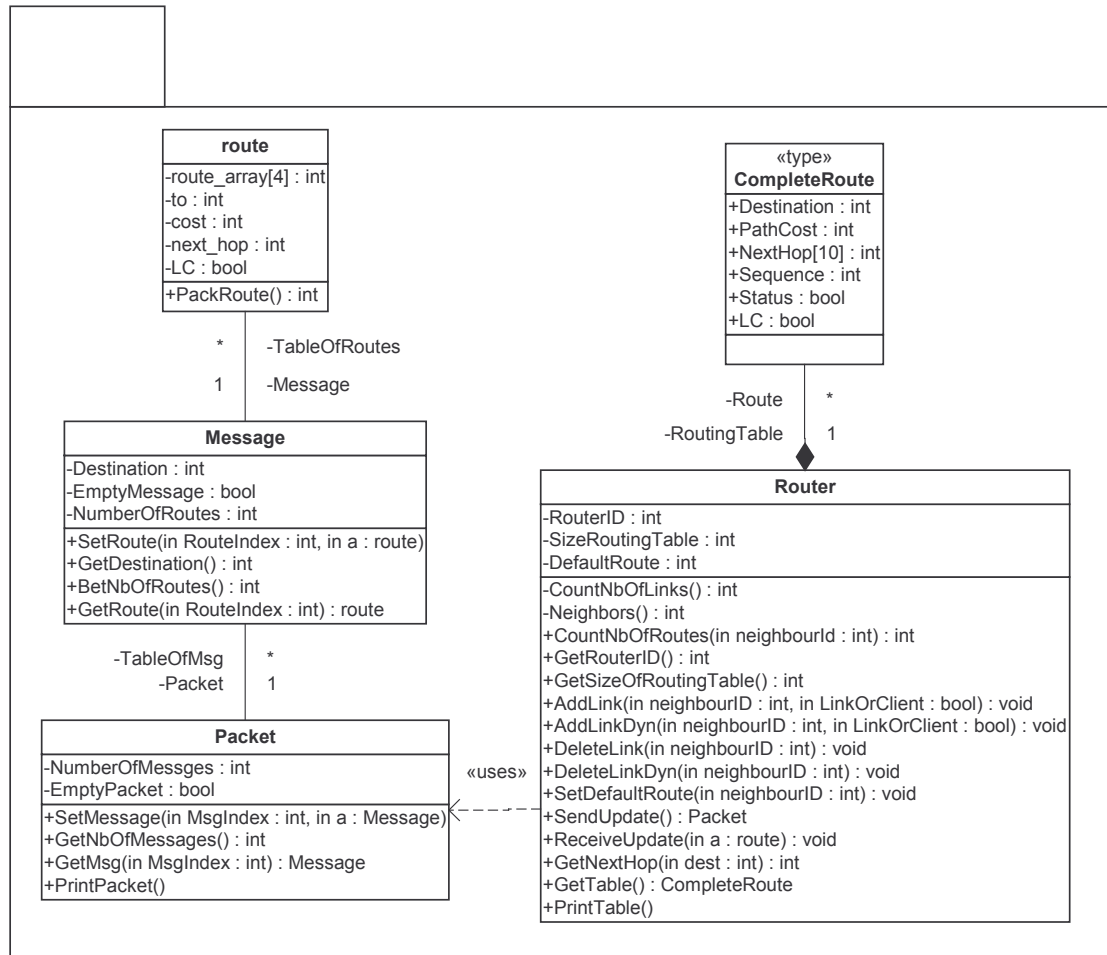 route
-route_array[4] : int
-to : int
-cost : int
-next_hop : int
-LC : bool
+PackRoute() : int
* -TableOfRoutes
1 -Message
Message
-Destination : int
-EmptyMessage : bool
-NumberOfRoutes : int
+SetRoute(in RouteIndex : int, in a : route)
+GetDestination() : int
+BetNbOfRoutes() : int
+GetRoute(in RouteIndex : int) : route
-TableOfMsg *
-Packet 1
Packet
-NumberOfMessges : int
-EmptyPacket : bool
+SetMessage(in MsgIndex : int, in a : Message)
+GetNbOfMessages() : int
+GetMsg(in MsgIndex : int) : Message
+PrintPacket()
«uses»
«type»
CompleteRoute
+Destination : int
+PathCost : int
+NextHop[10] : int
+Sequence : int
+Status : bool
+LC : bool
-Route *
-RoutingTable 1
Router
-RouterID : int
-SizeRoutingTable : int
-DefaultRoute : int
-CountNbOfLinks() : int
-Neighbors() : int
+CountNbOfRoutes(in neighbourId : int) : int
+GetRouterID() : int
+GetSizeOfRoutingTable() : int
+AddLink(in neighbourID : int, in LinkOrClient : bool) : void
+AddLinkDyn(in neighbourID : int, in LinkOrClient : bool) : void
+DeleteLink(in neighbourID : int) : void
+DeleteLinkDyn(in neighbourID : int) : void
+SetDefaultRoute(in neighbourID : int) : void
+SendUpdate() : Packet
+ReceiveUpdate(in a : route) : void
+GetNextHop(in dest : int) : int
+GetTable() : CompleteRoute
+PrintTable()